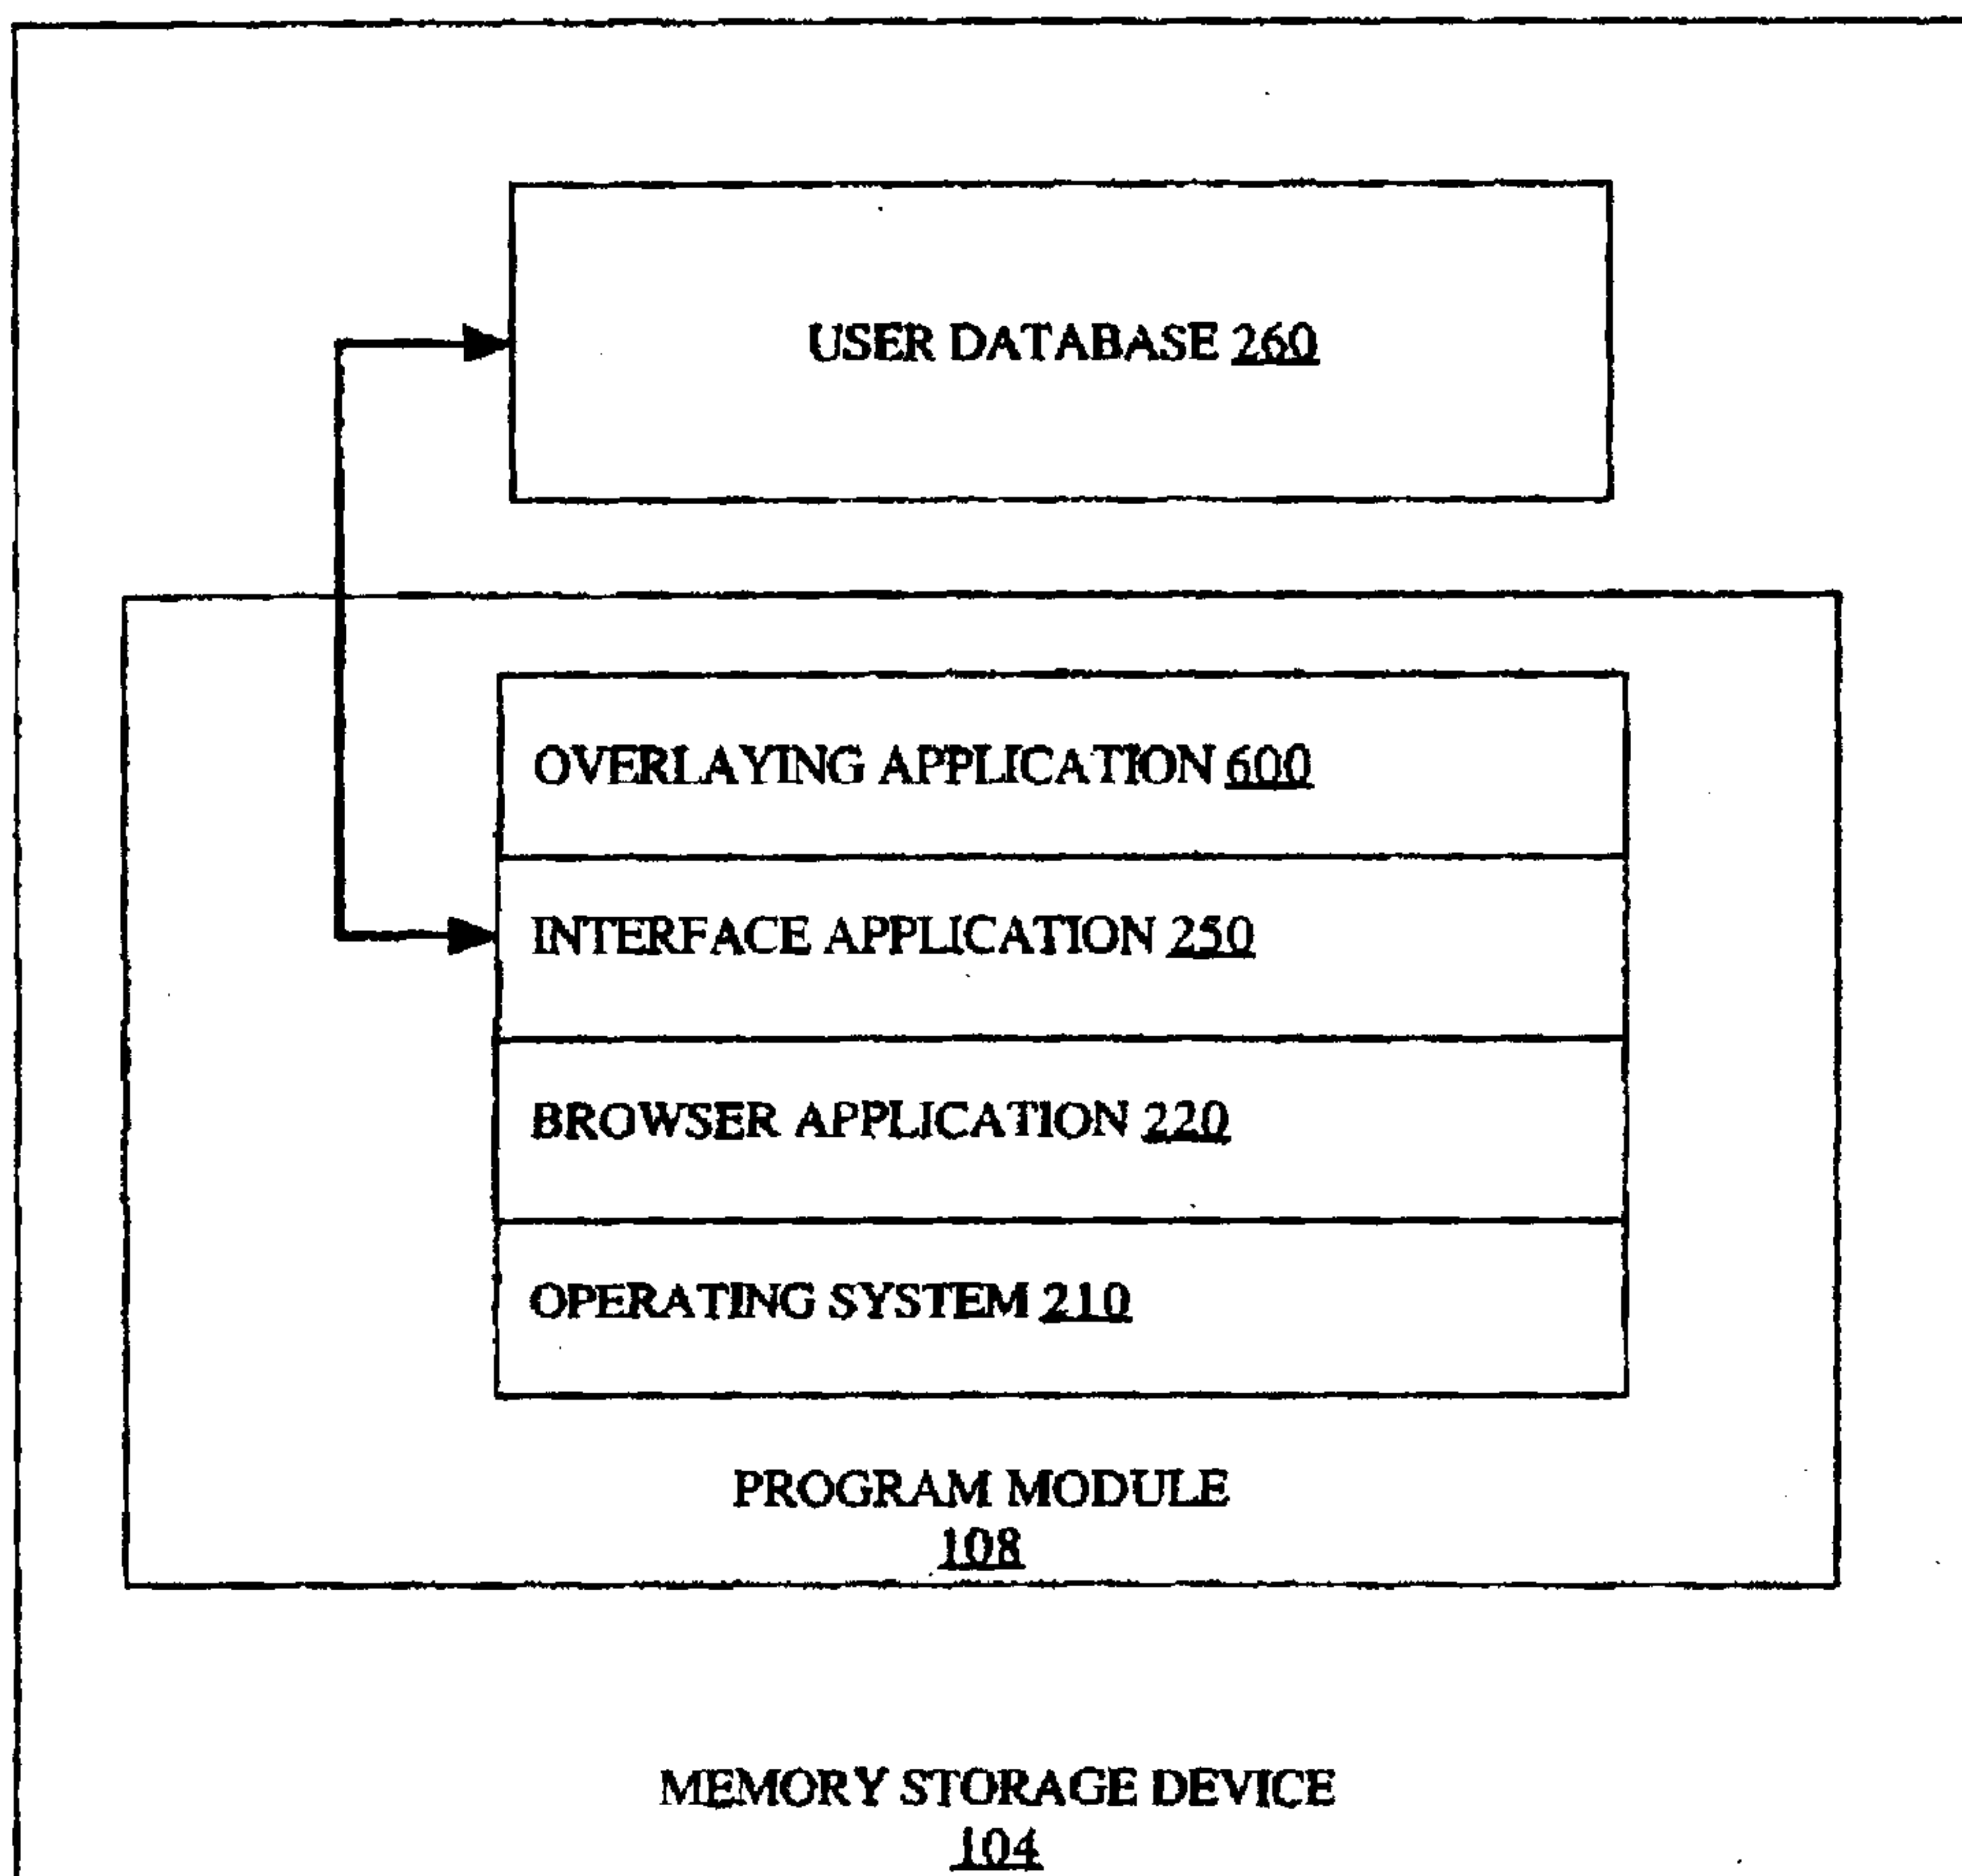 USER DATABASE 260
OVERLAYING APPLICATION 600
INTERFACE APPLICATION 250
BROWSER APPLICATION 220
OPERATING SYSTEM 210
PROGRAM MODULE
108
MEMORY STORAGE DEVICE
104